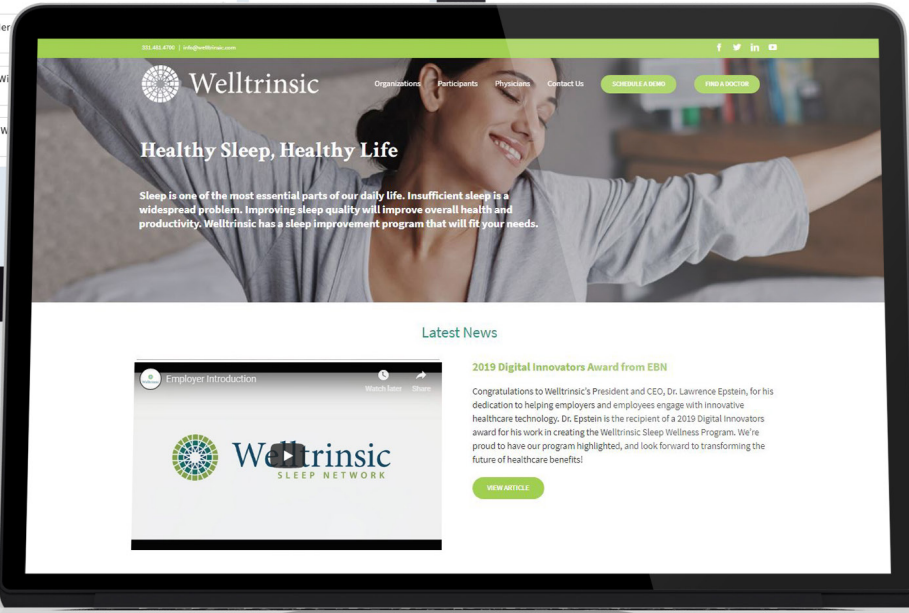 331.481.4700 | info@welltrinsic.com
Welltrinsic
Organizations
Participants
Physicians
Contact Us
SCHEDULE A DEMO
FIND A DOCTOR
Healthy Sleep, Healthy Life
Sleep is one of the most essential parts of our daily life. Insufficient sleep is a
widespread problem. Improving sleep quality will improve overall health and
productivity. Welltrinsic has a sleep improvement program that will fit your needs.
Latest News
Employer Introduction
Watch later
Share
Welltrinsic
SLEEP NETWORK
2019 Digital Innovators Award from EBN
Congratulations to Welltrinsic's President and CEO, Dr. Lawrence Epstein, for his
dedication to helping employers and employees engage with innovative
healthcare technology. Dr. Epstein is the recipient of a 2019 Digital Innovators
award for his work in creating the Welltrinsic Sleep Wellness Program. We're
proud to have our program highlighted, and look forward to transforming the
future of healthcare benefits!
VIEW ARTICLE